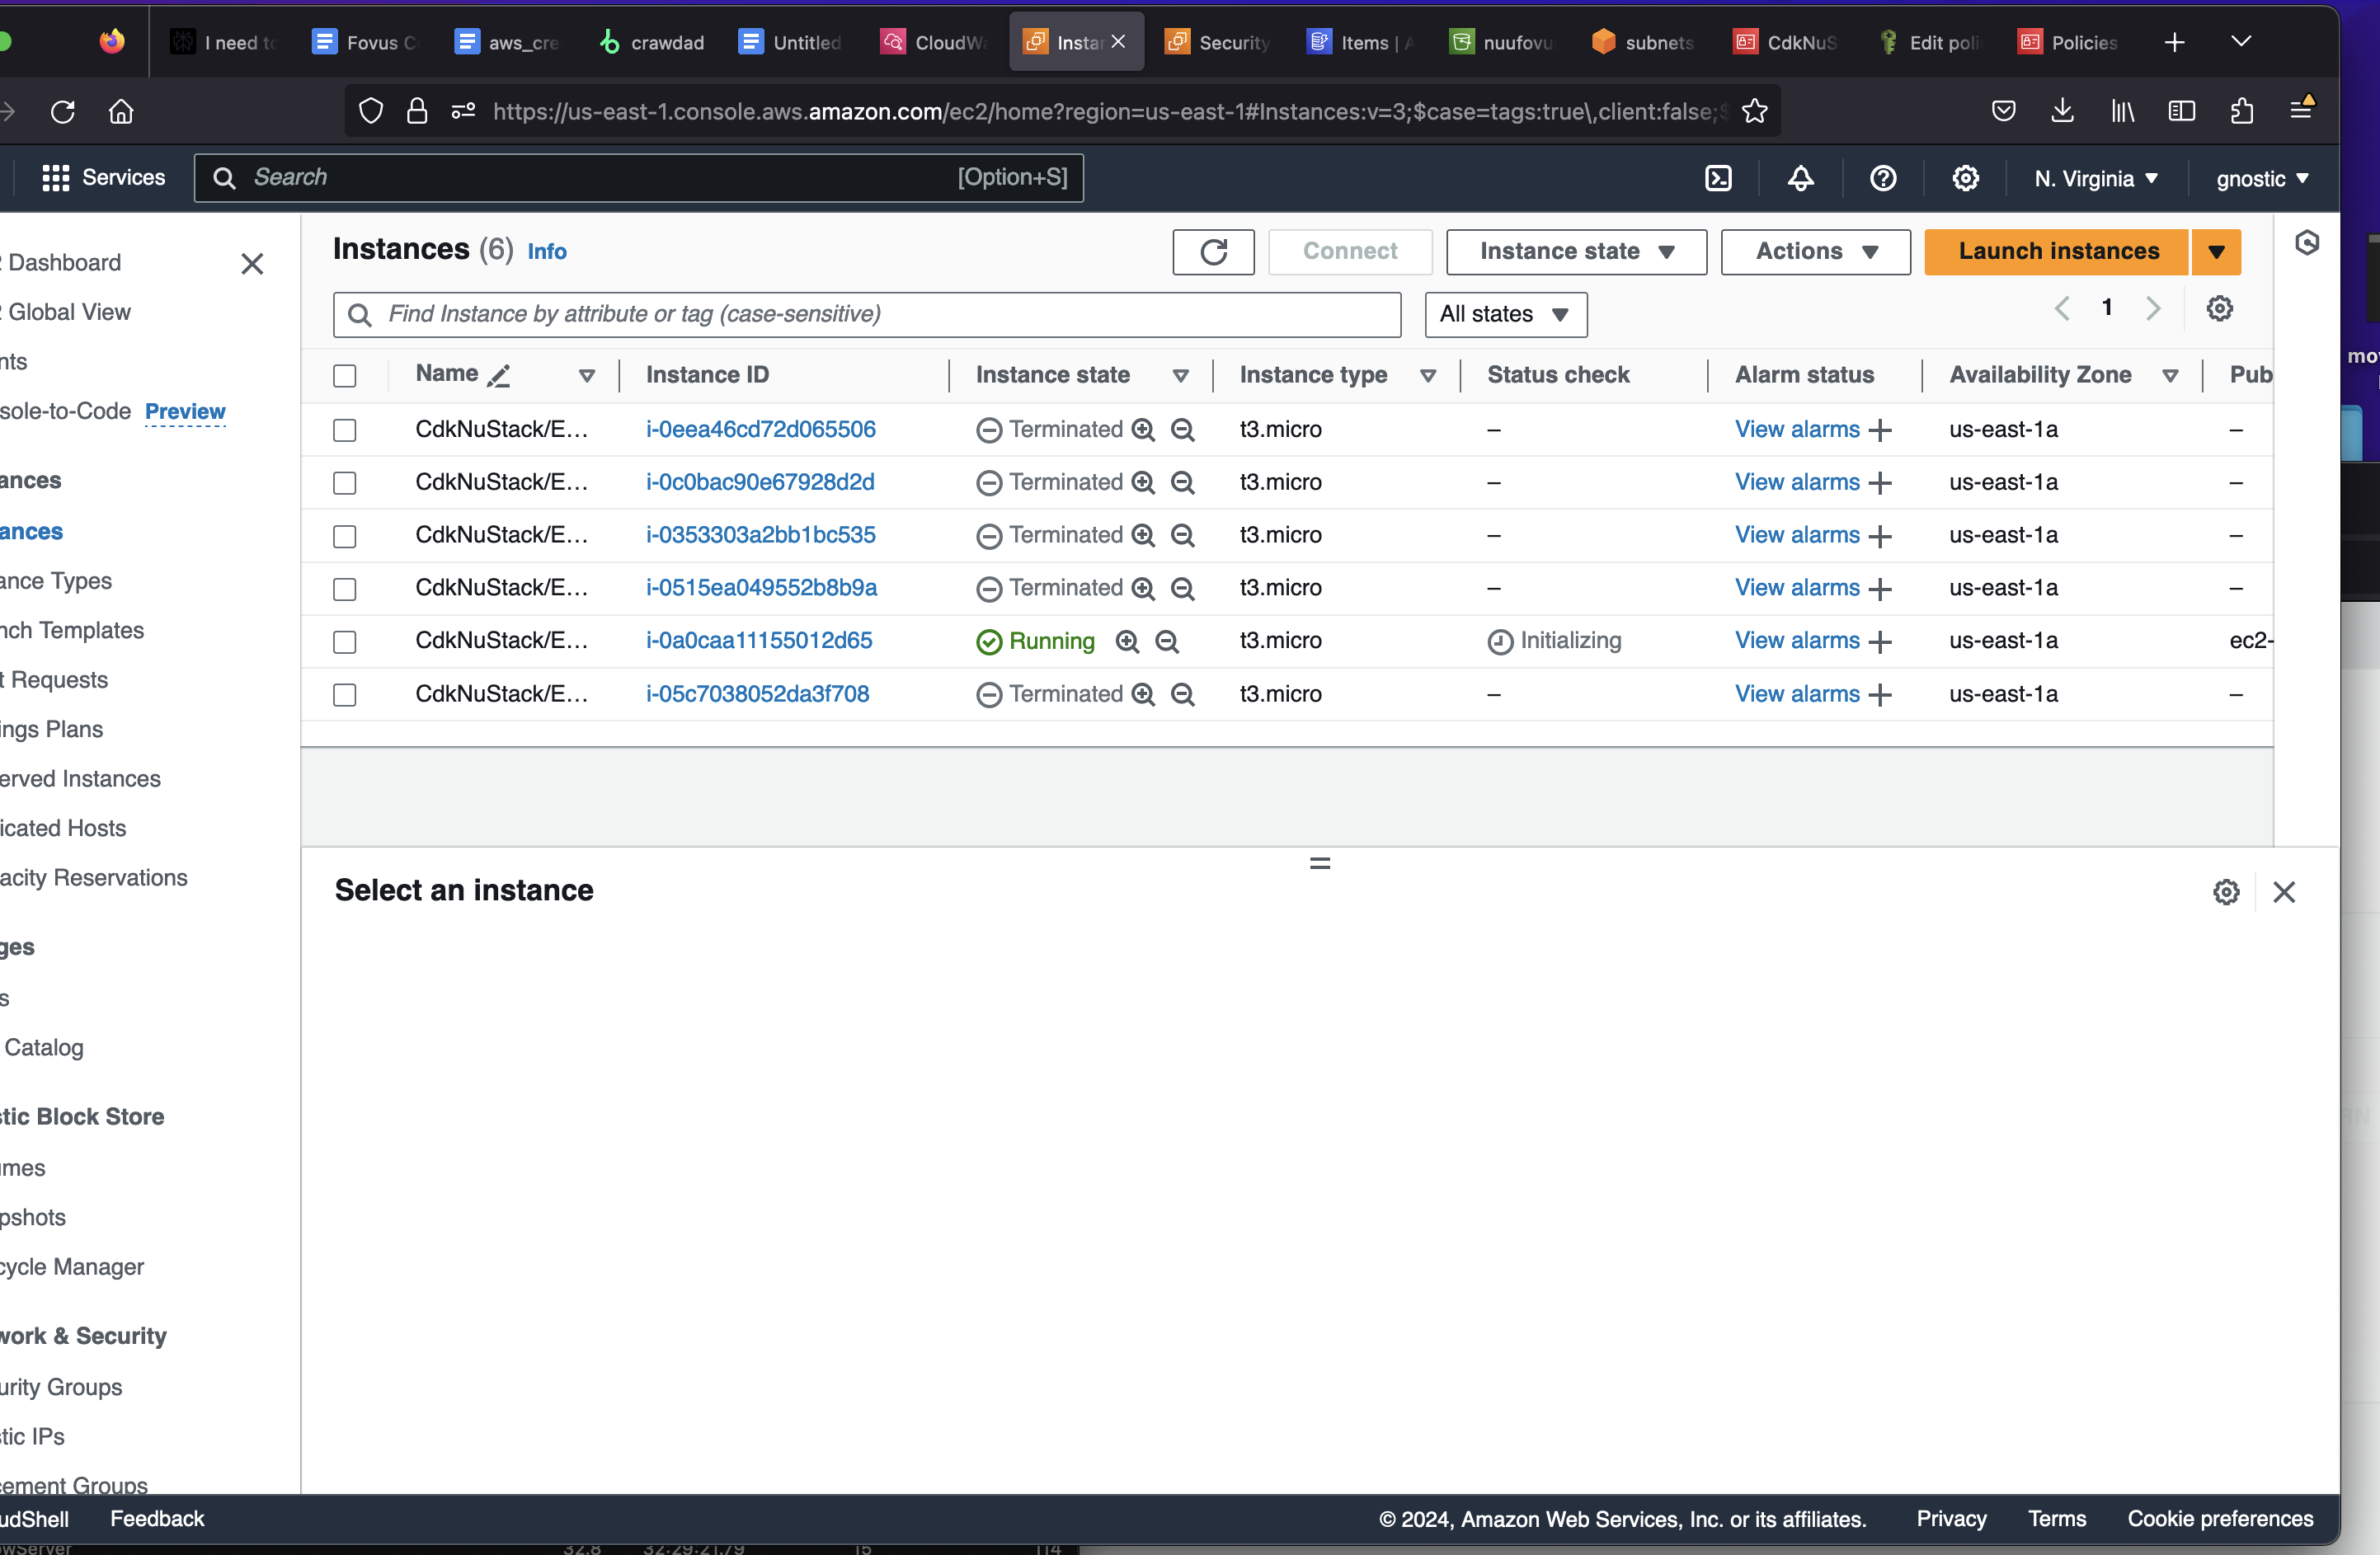 I need to
Fovus C
aws_cre
crawdad
Untitled
CloudWa
Instar
Security
Items | A
nuufovu
subnets
CdkNuS
Edit poli
Policies
https://us-east-1.console.aws.amazon.com/ec2/home?region=us-east-1#Instances:v=3;$case=tags:true\,client:false;$
Services
Search
[Option+S]
N. Virginia
gnostic
2 Dashboard
2 Global View
nts
sole-to-Code Preview
ances
ances
ance Types
nch Templates
t Requests
ings Plans
erved Instances
icated Hosts
acity Reservations
ges
s
Catalog
stic Block Store
umes
pshots
cycle Manager
work & Security
urity Groups
stic IPs
cement Groups
Instances (6) Info
Connect
Instance state
Actions
Launch instances
Find Instance by attribute or tag (case-sensitive)
All states
1
Name Instance ID Instance state Instance type Status check Alarm status Availability Zone Pub
CdkNuStack/E... i-0eea46cd72d065506 Terminated t3.micro – View alarms + us-east-1a –
CdkNuStack/E... i-0c0bac90e67928d2d Terminated t3.micro – View alarms + us-east-1a –
CdkNuStack/E... i-0353303a2bb1bc535 Terminated t3.micro – View alarms + us-east-1a –
CdkNuStack/E... i-0515ea049552b8b9a Terminated t3.micro – View alarms + us-east-1a –
CdkNuStack/E... i-0a0caa11155012d65 Running t3.micro Initializing View alarms + us-east-1a ec2-
CdkNuStack/E... i-05c7038052da3f708 Terminated t3.micro – View alarms + us-east-1a –
Select an instance
mov
udShell
Feedback
© 2024, Amazon Web Services, Inc. or its affiliates.
Privacy
Terms
Cookie preferences